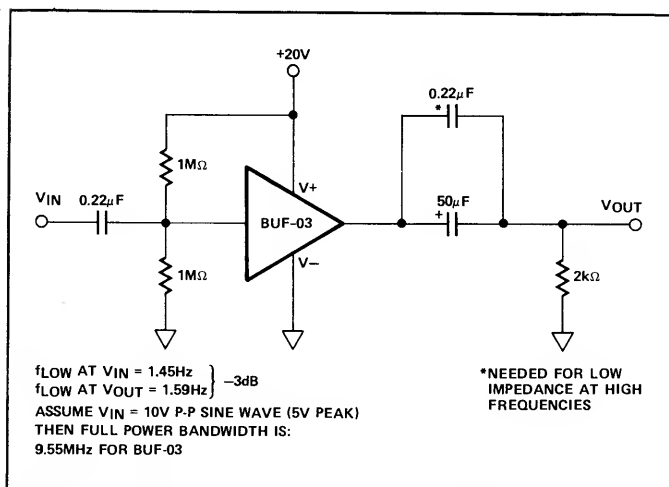 +20V
0.22µF
*
1MΩ
V+
50µF
+
VIN
0.22µF
BUF-03
VOUT
V−
1MΩ
2kΩ
fLOW AT VIN = 1.45Hz
fLOW AT VOUT = 1.59Hz
−3dB
ASSUME VIN = 10V P-P SINE WAVE (5V PEAK)
THEN FULL POWER BANDWIDTH IS:
9.55MHz FOR BUF-03
*NEEDED FOR LOW
IMPEDANCE AT HIGH
FREQUENCIES